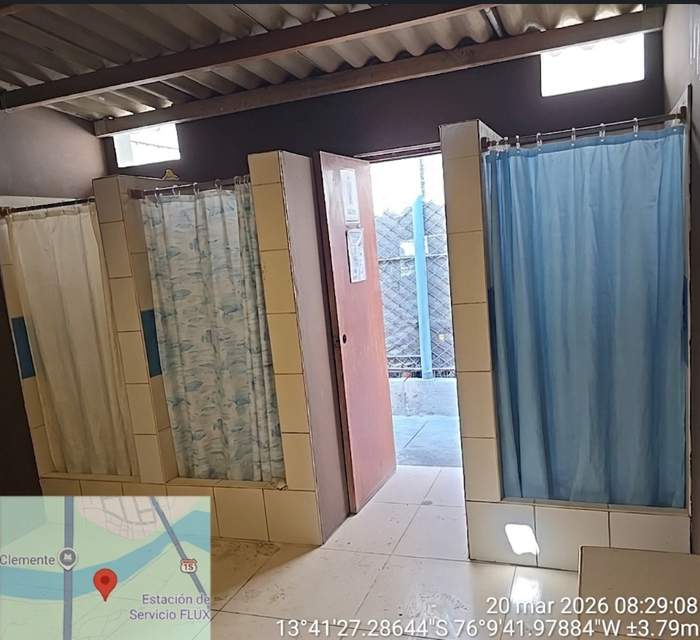 Clemente
15
Estación de
Servicio FLUX
20 mar 2026 08:29:08
13°41'27.28644"S 76°9'41.97884"W ±3.79m